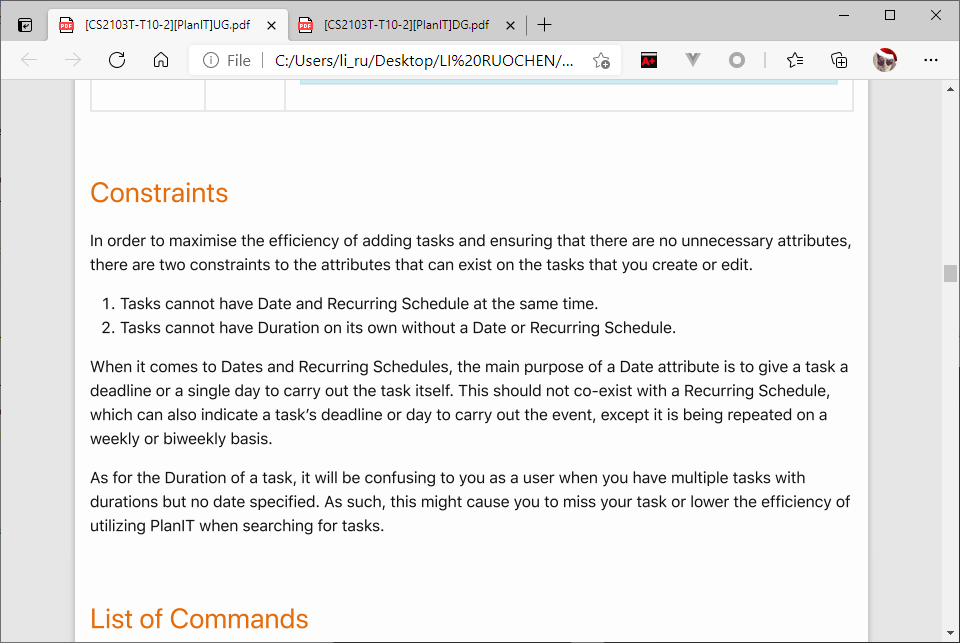 [CS2103T-T10-2][PlanIT]UG.pdf
[CS2103T-T10-2][PlanIT]DG.pdf
File
C:/Users/li_ru/Desktop/LI%20RUOCHEN/...
A+
Constraints
In order to maximise the efficiency of adding tasks and ensuring that there are no unnecessary attributes,
there are two constraints to the attributes that can exist on the tasks that you create or edit.
1. Tasks cannot have Date and Recurring Schedule at the same time.
2. Tasks cannot have Duration on its own without a Date or Recurring Schedule.
When it comes to Dates and Recurring Schedules, the main purpose of a Date attribute is to give a task a
deadline or a single day to carry out the task itself. This should not co-exist with a Recurring Schedule,
which can also indicate a task’s deadline or day to carry out the event, except it is being repeated on a
weekly or biweekly basis.
As for the Duration of a task, it will be confusing to you as a user when you have multiple tasks with
durations but no date specified. As such, this might cause you to miss your task or lower the efficiency of
utilizing PlanIT when searching for tasks.
List of Commands